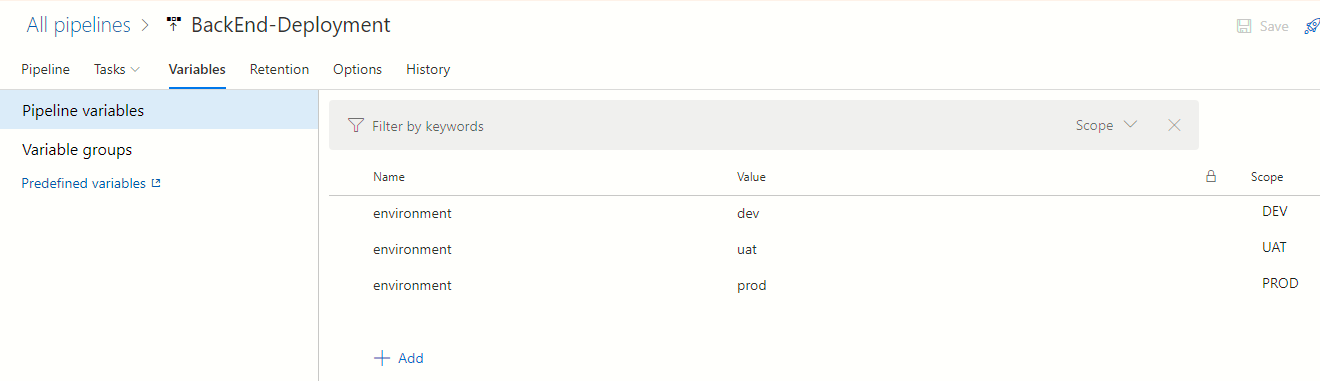 All pipelines > BackEnd-Deployment
Save
Pipeline Tasks Variables Retention Options History
Pipeline variables
Variable groups
Predefined variables
Filter by keywords Scope
Name Value Scope
environment dev DEV
environment uat UAT
environment prod PROD
+ Add